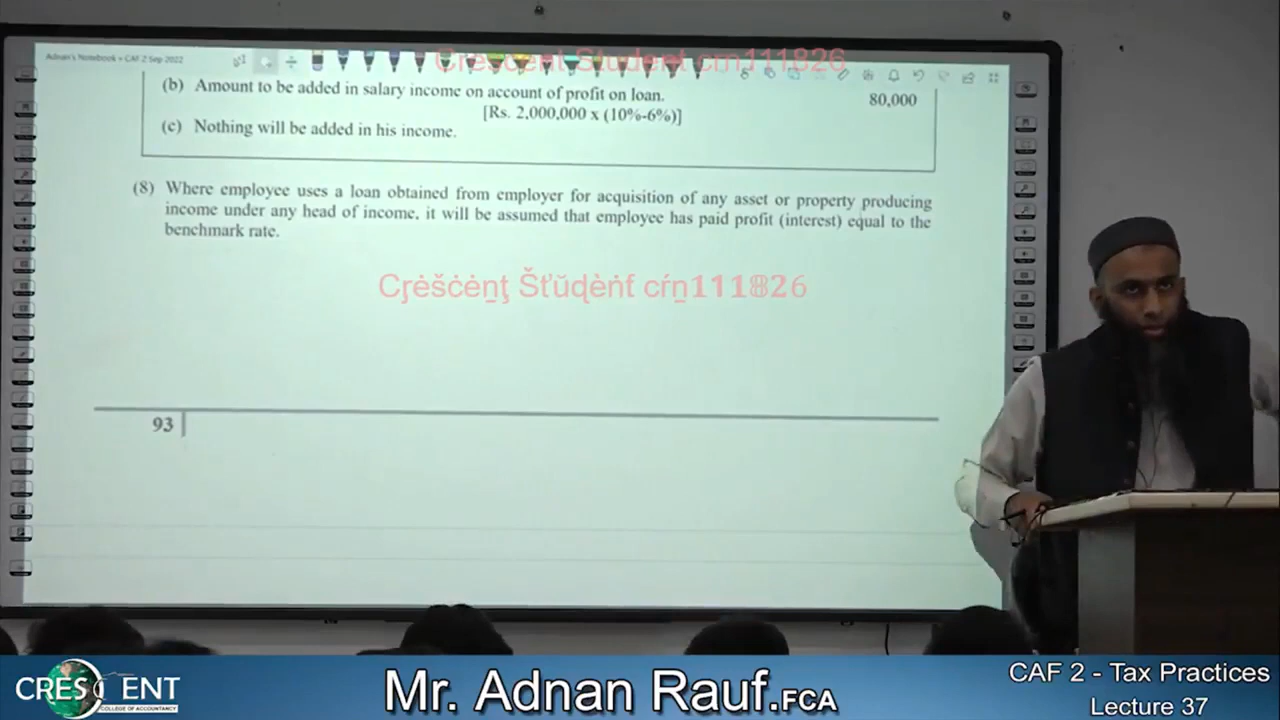 Adnan's Notebook » CAF 2 Sep 2022
Crescent Student crn111826
(b) Amount to be added in salary income on account of profit on loan. 80,000
[Rs. 2,000,000 x (10%-6%)]
(c) Nothing will be added in his income.
(8) Where employee uses a loan obtained from employer for acquisition of any asset or property producing
income under any head of income, it will be assumed that employee has paid profit (interest) equal to the
benchmark rate.
Çŗėšċėṉţ Šťŭḍèṅť cŕṉ111826
93
CRESCENT
COLLEGE OF ACCOUNTANCY
Mr. Adnan Rauf.FCA
CAF 2 - Tax Practices
Lecture 37